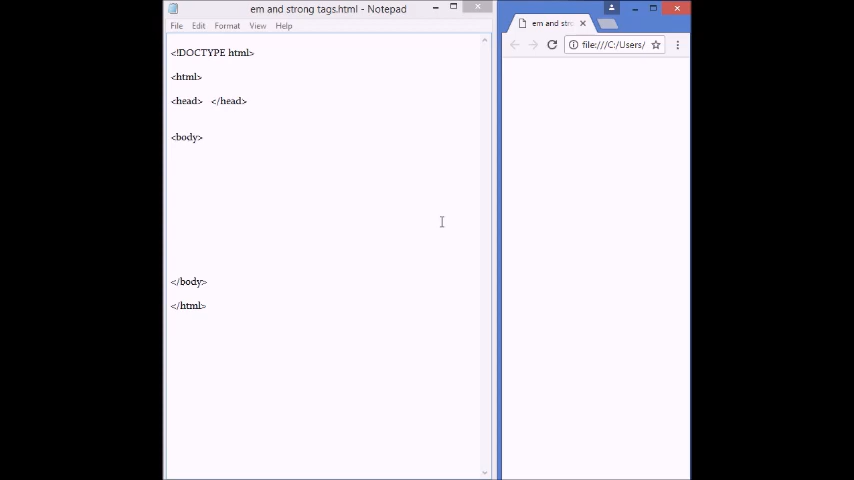 em and strong tags.html - Notepad
File Edit Format View Help
<!DOCTYPE html>
<html>
<head> </head>
<body>
</body>
</html>
em and str
file:///C:/Users/